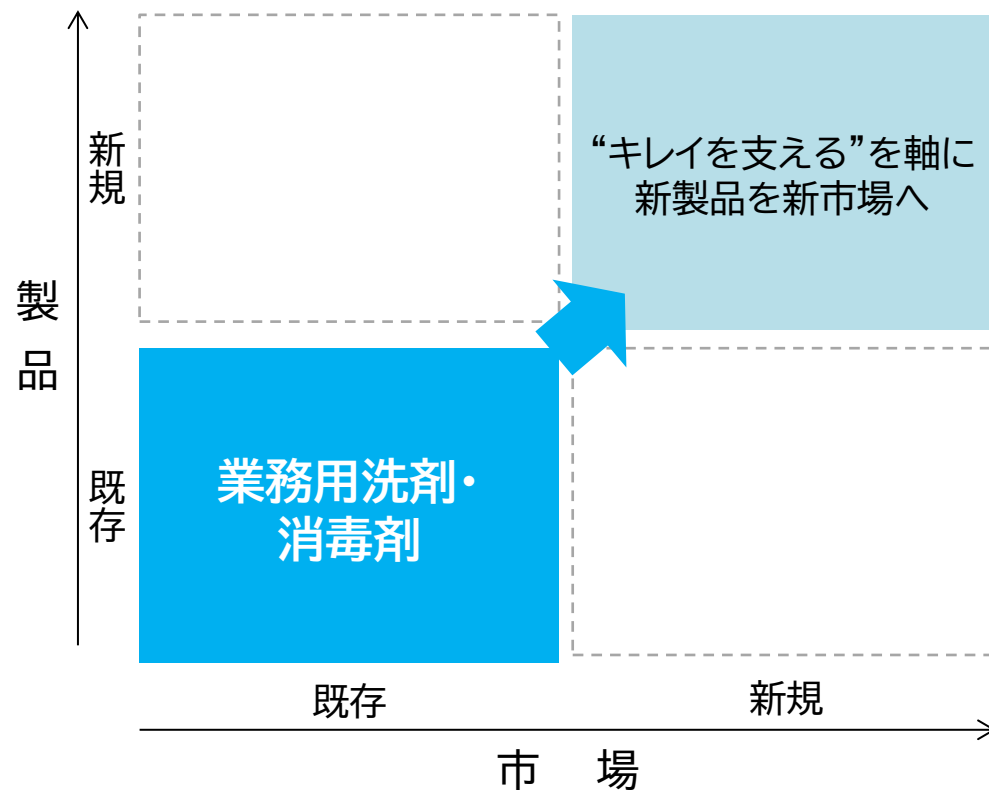 新規
“キレイを支える”を軸に
新製品を新市場へ
製品
既存
業務用洗剤・
消毒剤
既存
新規
市 場